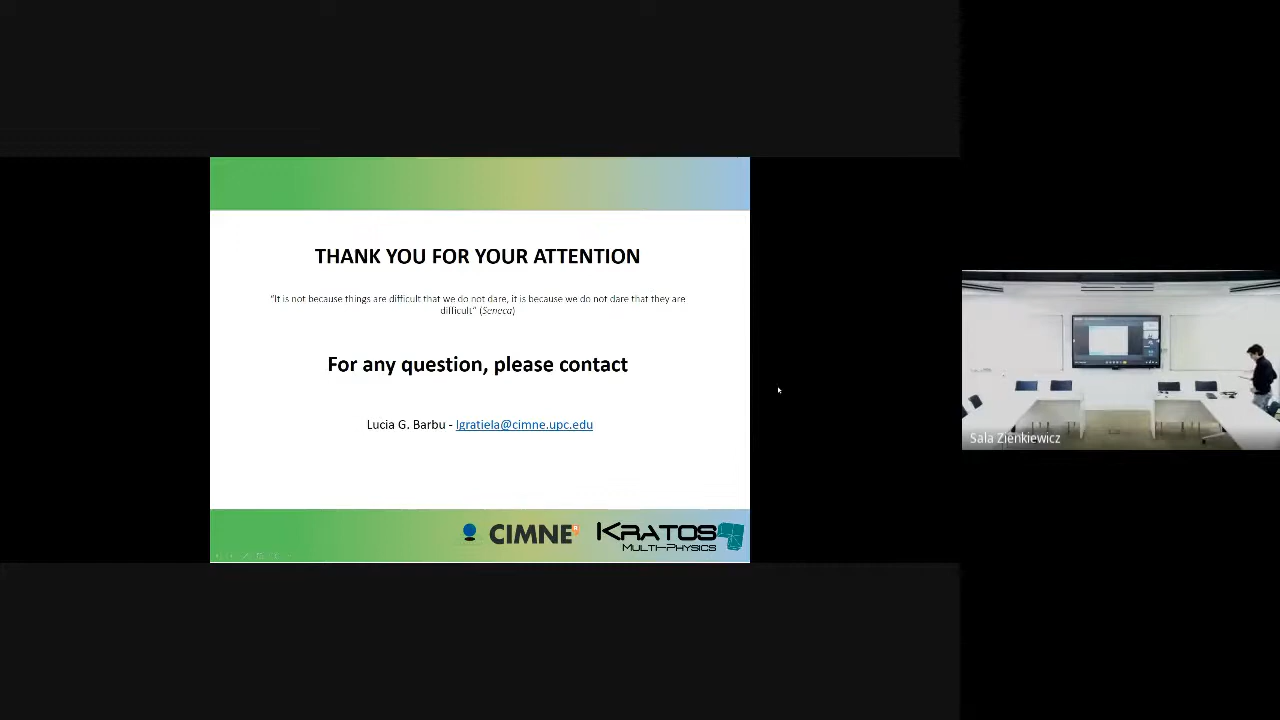 THANK YOU FOR YOUR ATTENTION
"It is not because things are difficult that we do not dare, it is because we do not dare that they are
difficult" (Seneca)
For any question, please contact
Lucia G. Barbu - lgratiela@cimne.upc.edu
CIMNE
KRATOS
MULTI-PHYSICS
Sala Zienkiewicz